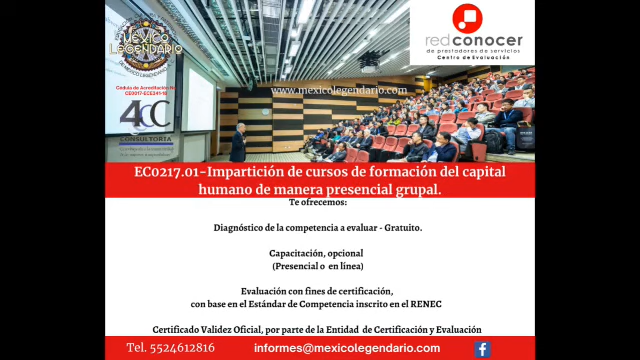 MÉXICO
LEGENDARIO
Cédula de Acreditación No.
CE0017-ECE341-19
4C
CONSULTORÍA
red conocer
de prestadores de servicios
Centro de Evaluación
www.mexicolegendario.com
EC0217.01-Impartición de cursos de formación del capital
humano de manera presencial grupal.
Te ofrecemos:
Diagnóstico de la competencia a evaluar - Gratuito.
Capacitación, opcional
(Presencial o en línea)
Evaluación con fines de certificación,
con base en el Estándar de Competencia inscrito en el RENEC
Certificado Validez Oficial, por parte de la Entidad de Certificación y Evaluación
Tel. 5524612816
informes@mexicolegendario.com